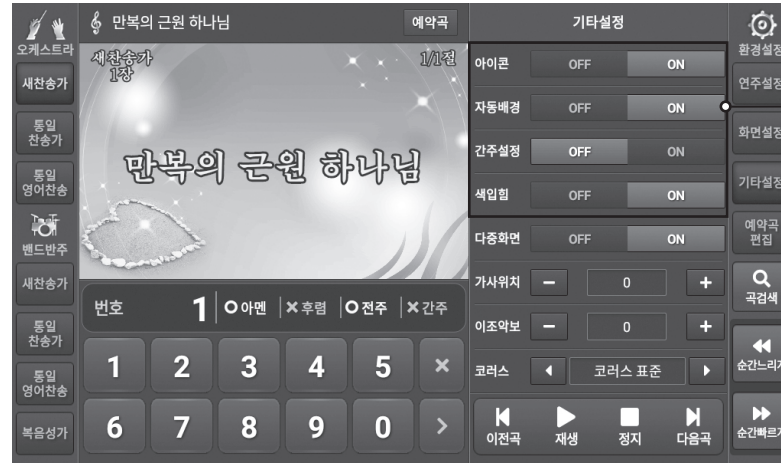 오케스트라
새찬송가
통일
찬송가
통일
영어찬송
밴드반주
새찬송가
통일
찬송가
통일
영어찬송
복음성가
만복의 근원 하나님
예약곡
새찬송가
1장
1/1절
만복의 근원 하나님
번호 1 아멘 × 후렴 전주 × 간주
1 2 3 4 5 ×
6 7 8 9 0 >
기타설정
아이콘 OFF ON
자동배경 OFF ON
간주설정 OFF ON
색입힘 OFF ON
다중화면 OFF ON
가사위치 − 0 +
이조악보 − 0 +
코러스 코러스 표준
이전곡 재생 정지 다음곡
환경설정
연주설정
화면설정
기타설정
예약곡
편집
곡검색
순간느리게
순간빠르게